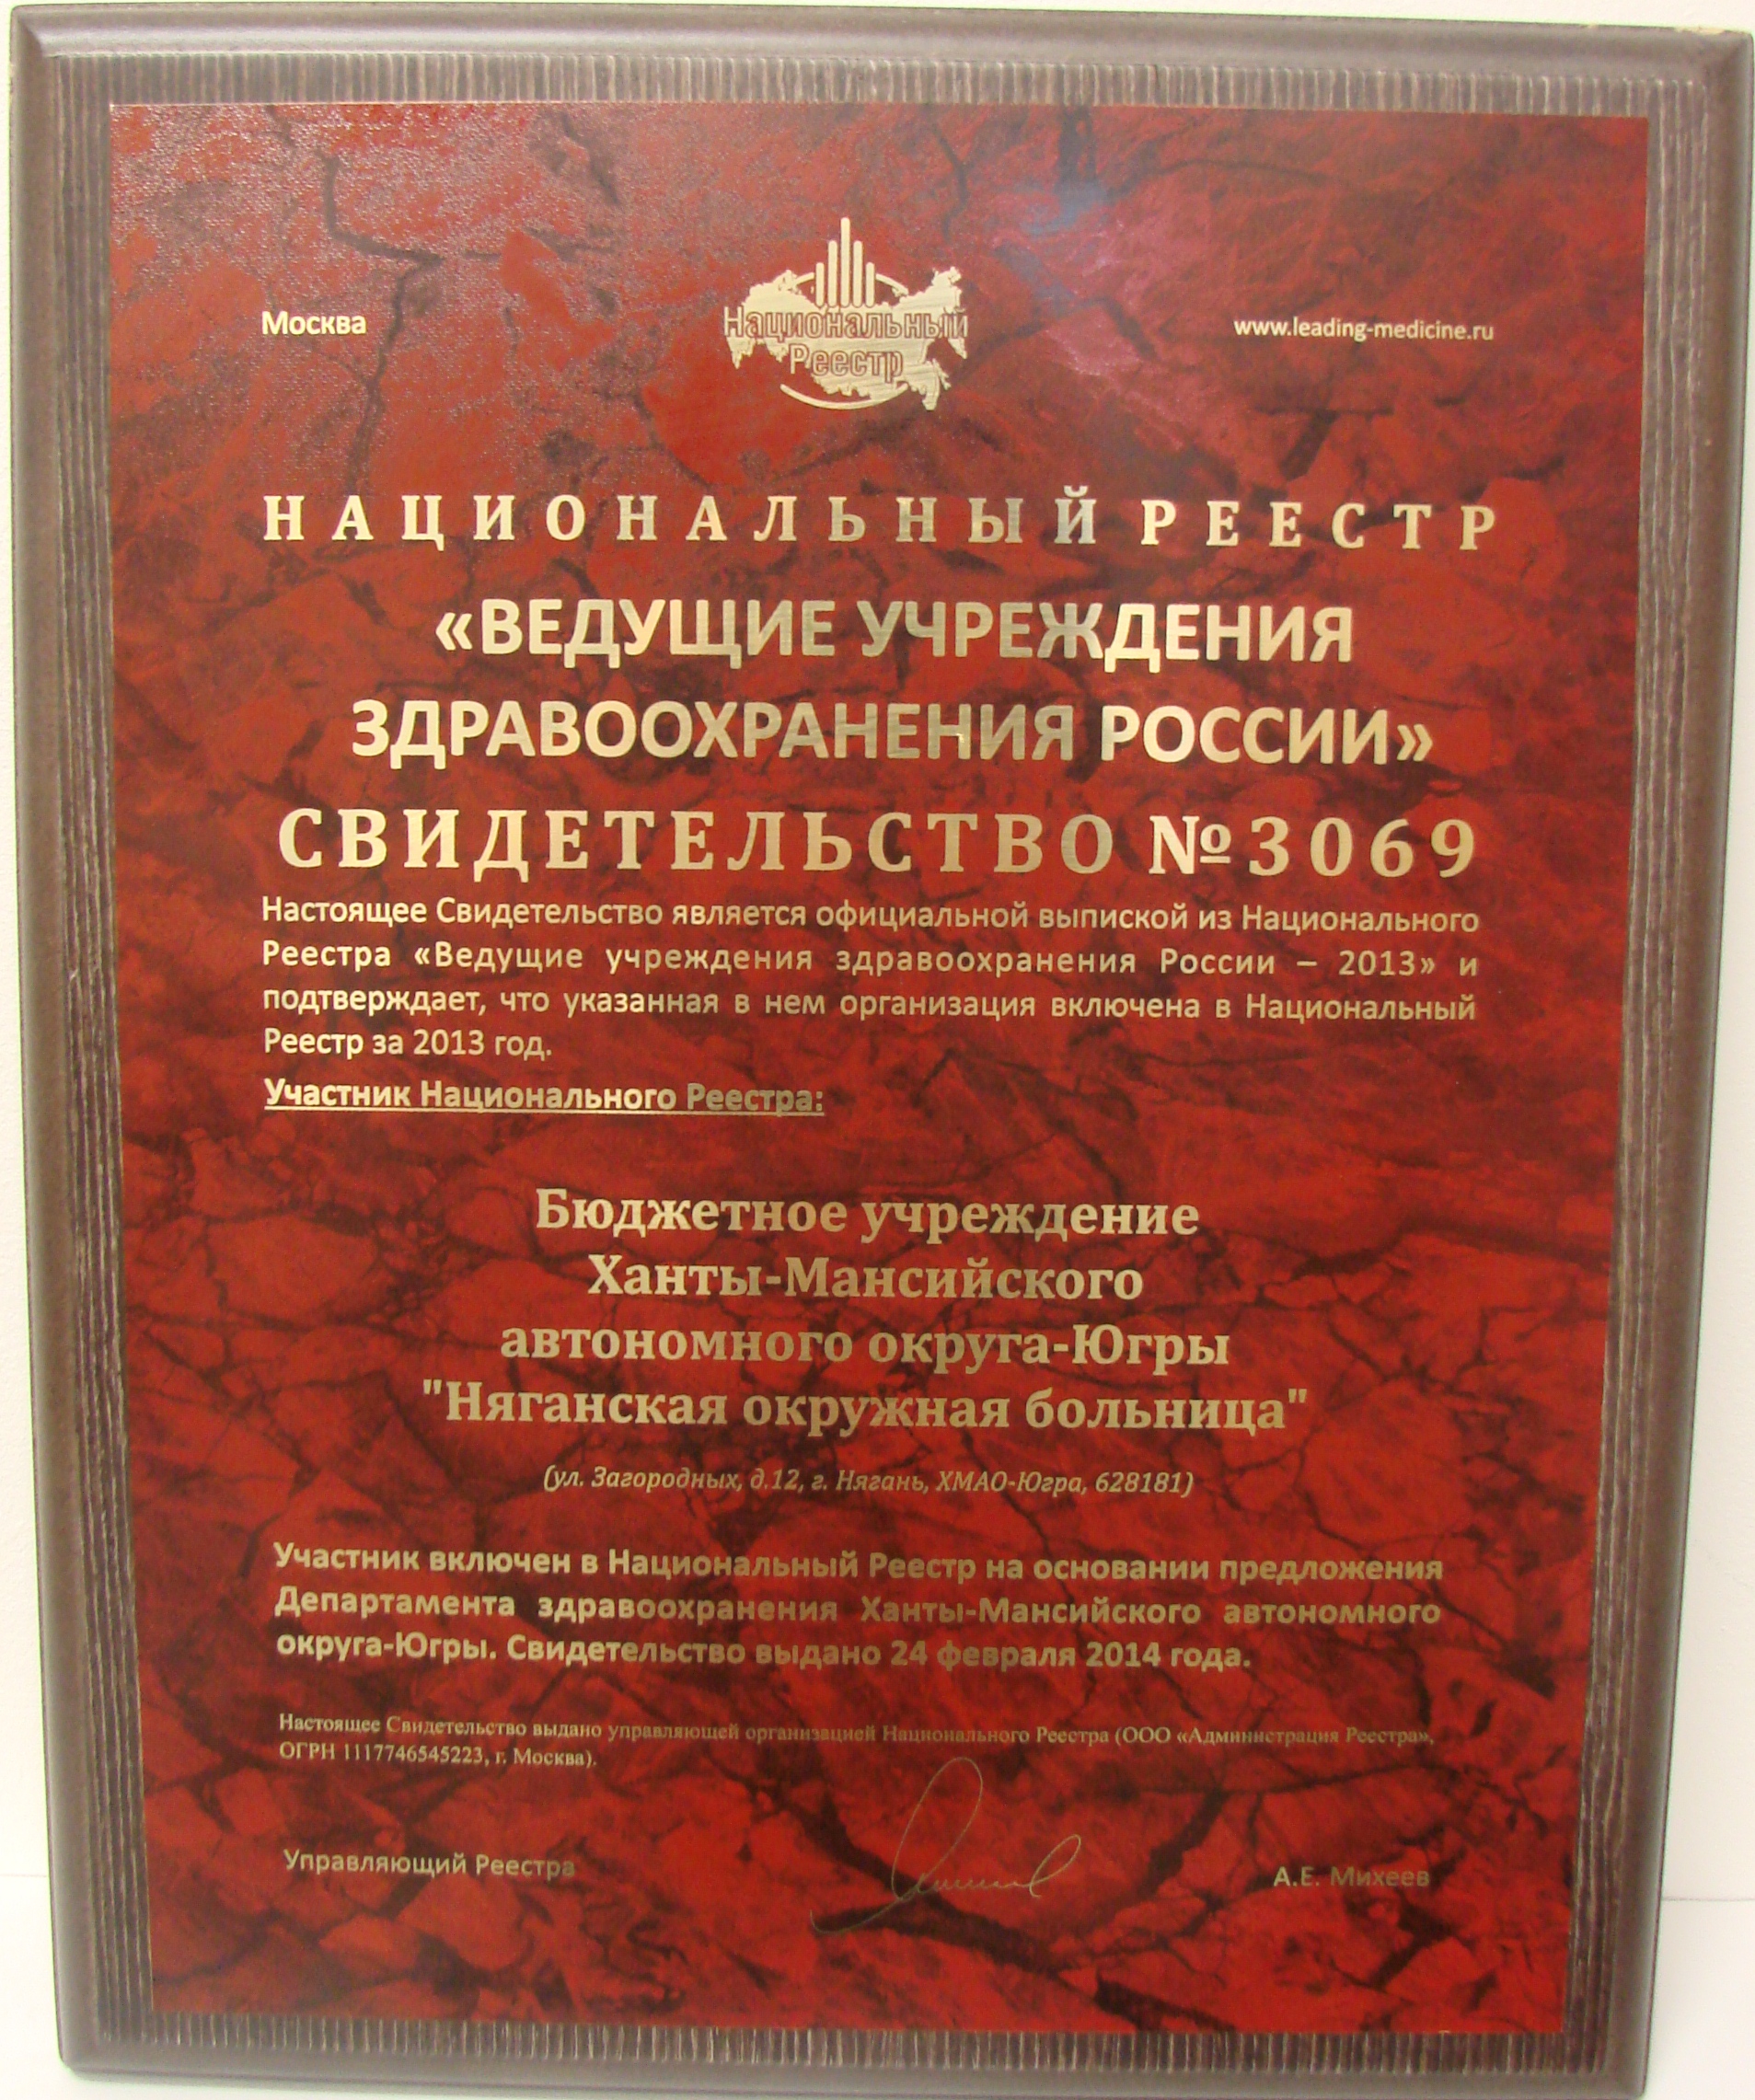 Москва
Национальный
Реестр
www.leading-medicine.ru
НАЦИОНАЛЬНЫЙ РЕЕСТР
«ВЕДУЩИЕ УЧРЕЖДЕНИЯ
ЗДРАВООХРАНЕНИЯ РОССИИ»
СВИДЕТЕЛЬСТВО №3069
Настоящее Свидетельство является официальной выпиской из Национального
Реестра «Ведущие учреждения здравоохранения России – 2013» и
подтверждает, что указанная в нем организация включена в Национальный
Реестр за 2013 год.
Участник Национального Реестра:
Бюджетное учреждение
Ханты-Мансийского
автономного округа-Югры
"Няганская окружная больница"
(ул. Загородных, д.12, г. Нягань, ХМАО-Югра, 628181)
Участник включен в Национальный Реестр на основании предложения
Департамента здравоохранения Ханты-Мансийского автономного
округа-Югры. Свидетельство выдано 24 февраля 2014 года.
Настоящее Свидетельство выдано управляющей организацией Национального Реестра (ООО «Администрация Реестра»,
ОГРН 1117746545223, г. Москва).
Управляющий Реестра
А.Е. Михеев